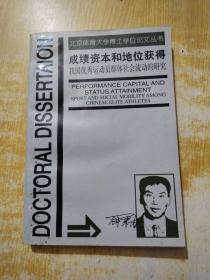 北京体育大学博士学位论文丛书
成绩资本和地位获得
我国优秀运动员群体社会流动的研究
PERFORMANCE CAPITAL AND
STATUS ATTAINMENT
SPORT AND SOCIAL MOBILITY AMONG
CHINESE ELITE ATHLETES
DOCTORAL DISSERTAION